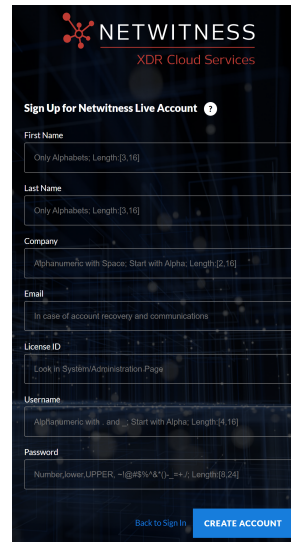 NETWITNESS
XDR Cloud Services
Sign Up for Netwitness Live Account ?
First Name
Only Alphabets; Length:[3,16]
Last Name
Only Alphabets; Length:[3,16]
Company
Alphanumeric with Space; Start with Alpha; Length:[2,16]
Email
In case of account recovery and communications
License ID
Look in System/Administration Page
Username
Alphanumeric with . and _; Start with Alpha; Length:[4,16]
Password
Number,lower,UPPER, ~!@#$%^&*()-_=+./; Length:[8,24]
Back to Sign In
CREATE ACCOUNT